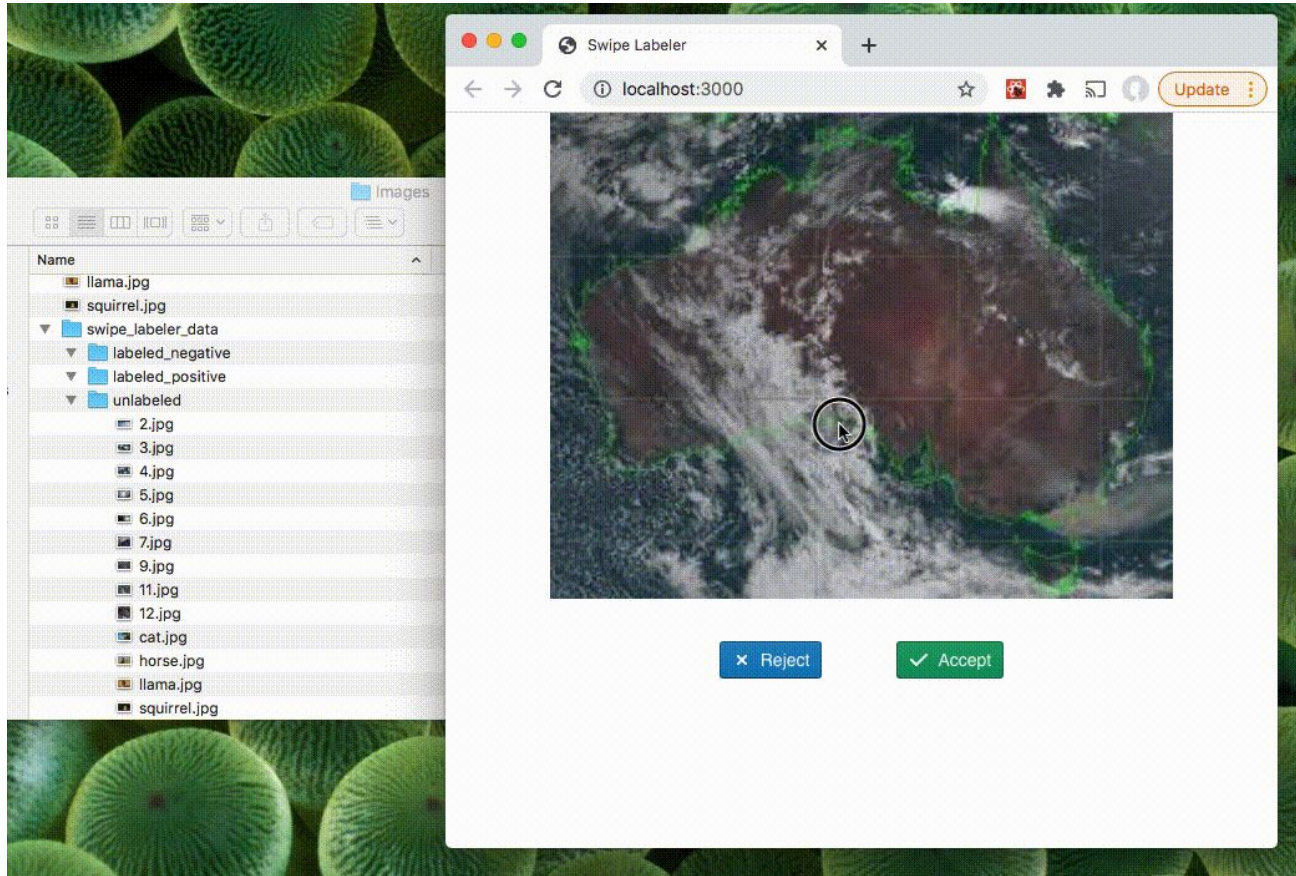 Swipe Labeler
localhost:3000
Update
Images
Name
llama.jpg
squirrel.jpg
swipe_labeler_data
labeled_negative
labeled_positive
unlabeled
2.jpg
3.jpg
4.jpg
5.jpg
6.jpg
7.jpg
9.jpg
11.jpg
12.jpg
cat.jpg
horse.jpg
llama.jpg
squirrel.jpg
Reject
Accept